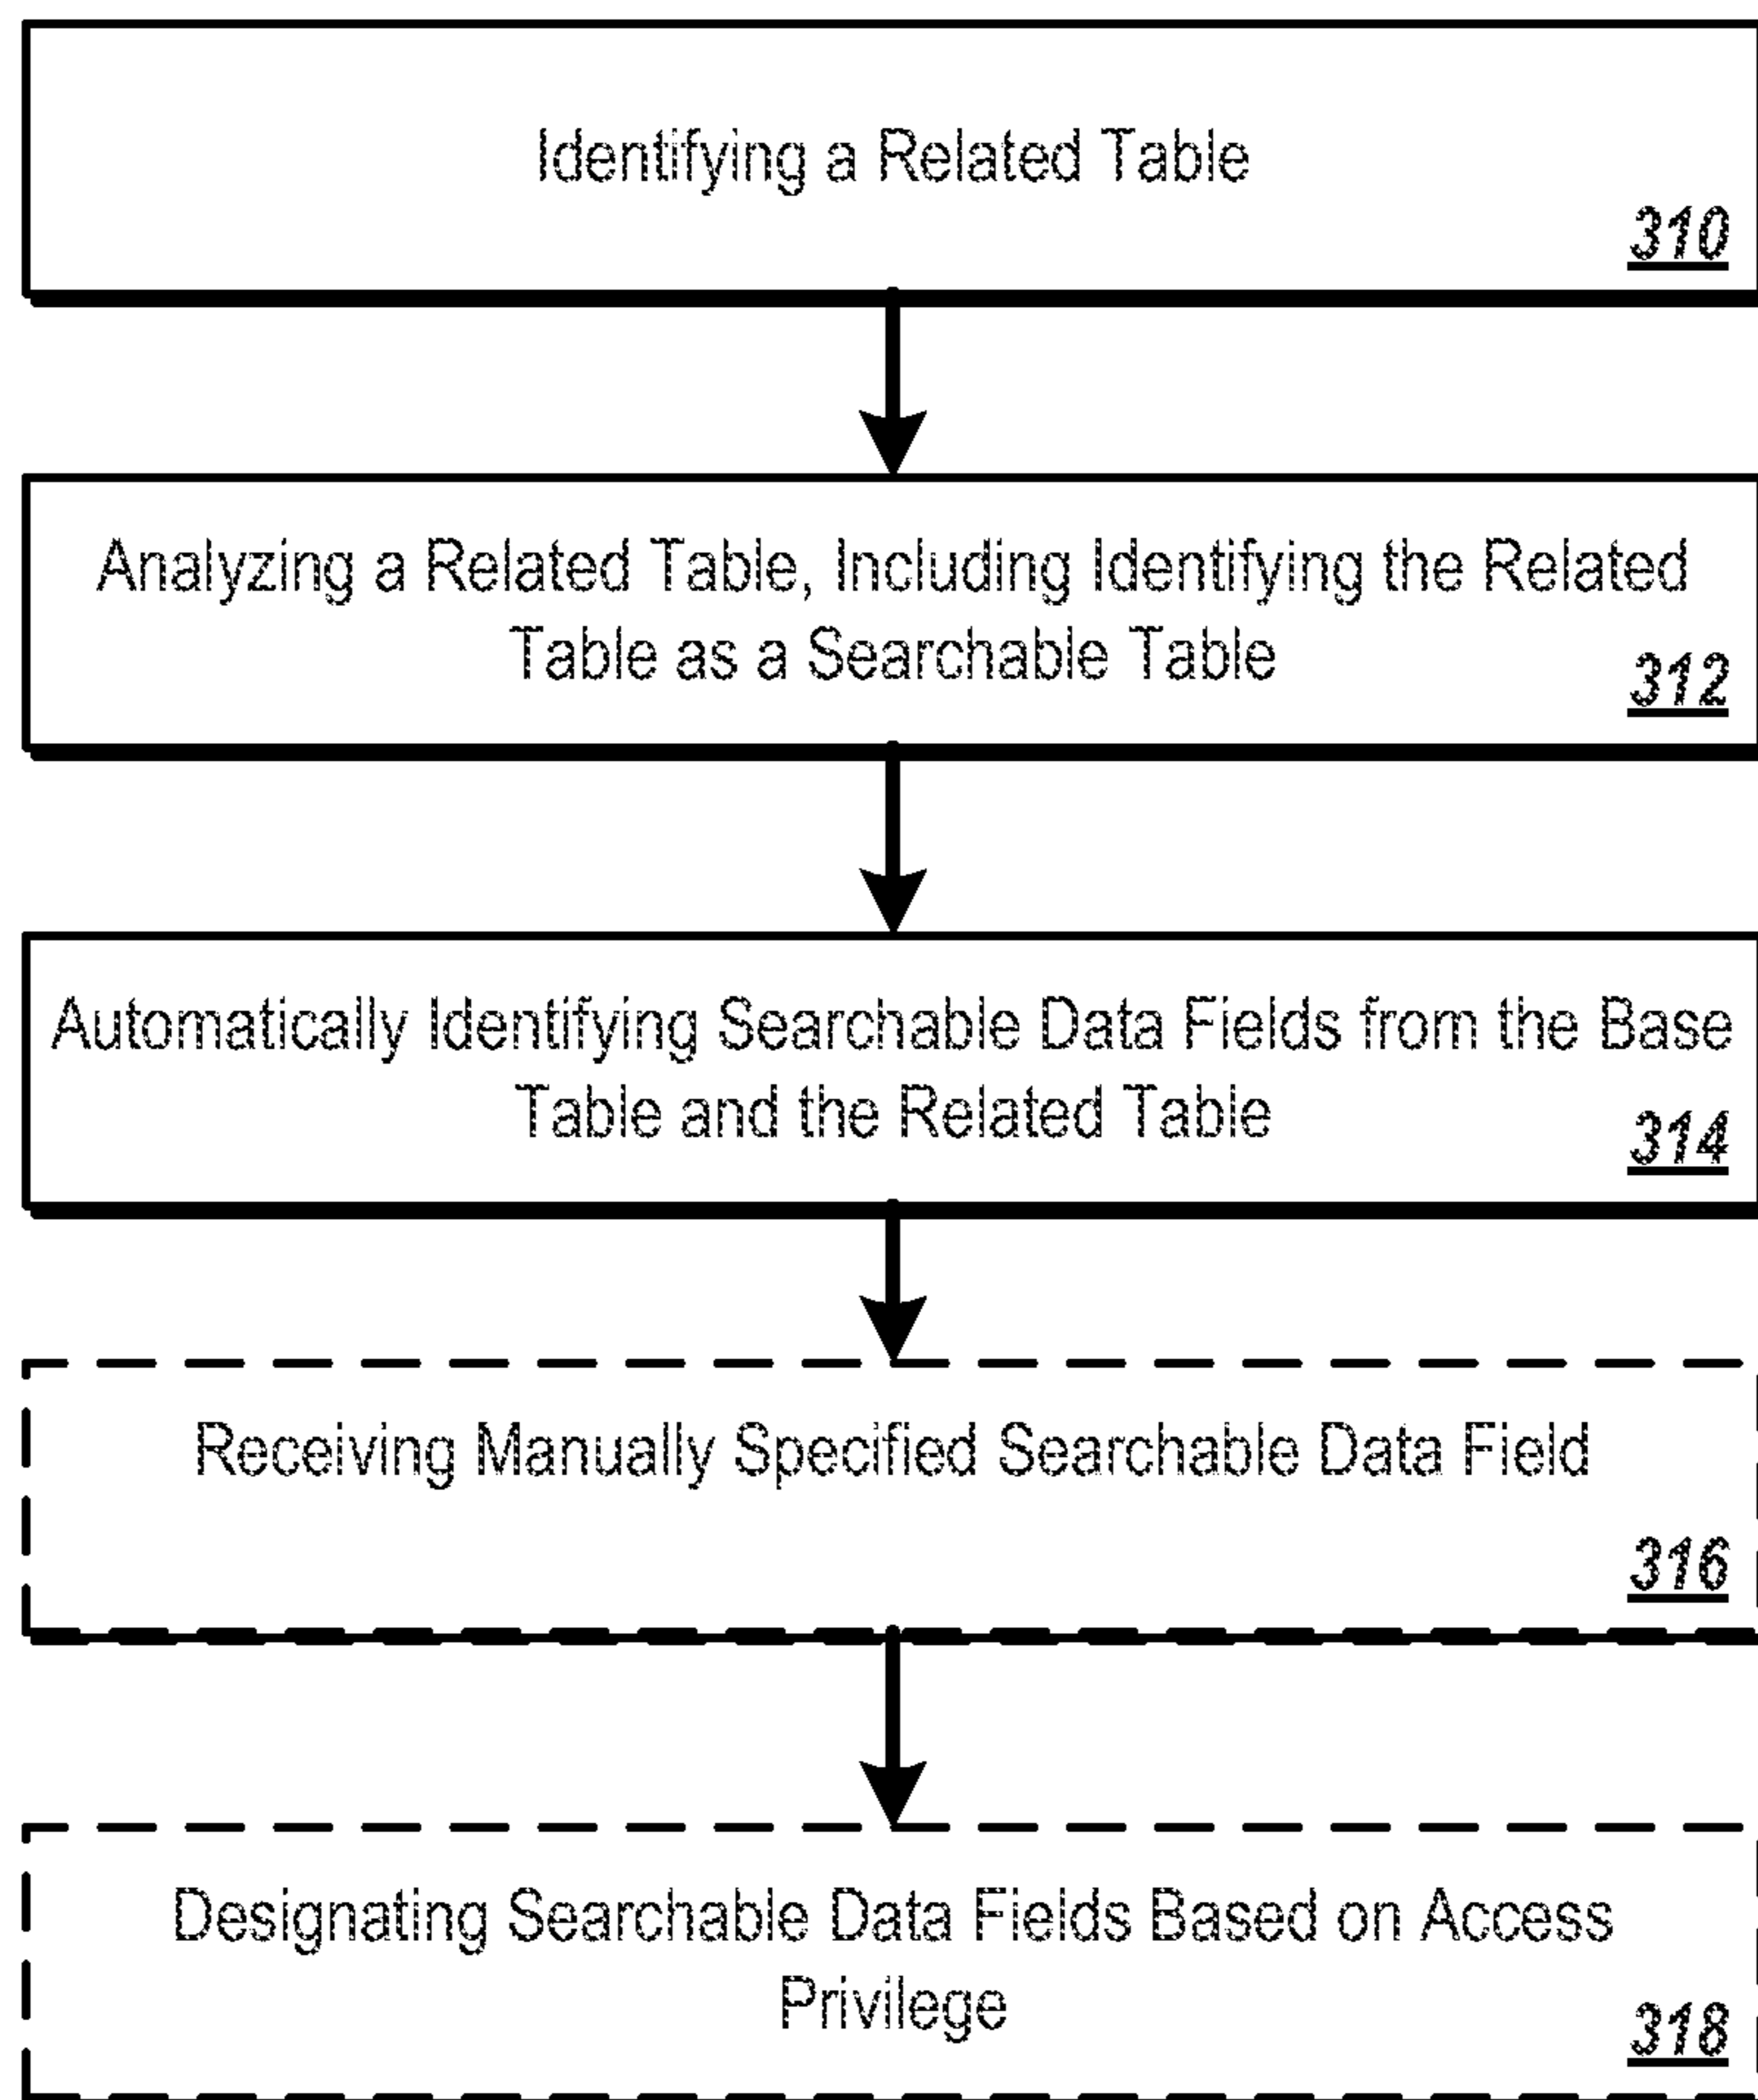 Identifying a Related Table
310
Analyzing a Related Table, Including Identifying the Related
Table as a Searchable Table
312
Automatically Identifying Searchable Data Fields from the Base
Table and the Related Table
314
Receiving Manually Specified Searchable Data Field
316
Designating Searchable Data Fields Based on Access
Privilege
318